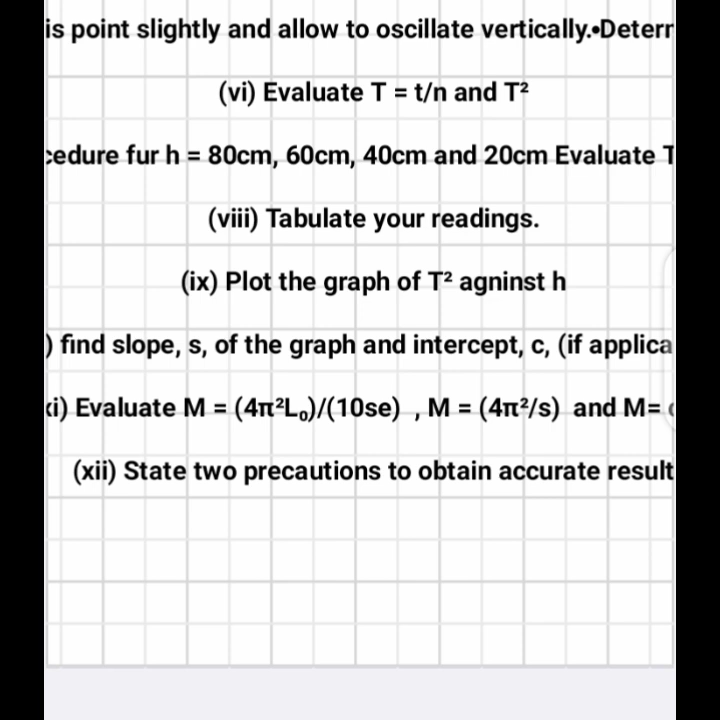 is point slightly and allow to oscillate vertically.•Deterr
(vi) Evaluate T = t/n and T²
cedure fur h = 80cm, 60cm, 40cm and 20cm Evaluate T
(viii) Tabulate your readings.
(ix) Plot the graph of T² agninst h
) find slope, s, of the graph and intercept, c, (if applica
xi) Evaluate M = (4π²L₀)/(10se) , M = (4π²/s) and M=
(xii) State two precautions to obtain accurate result